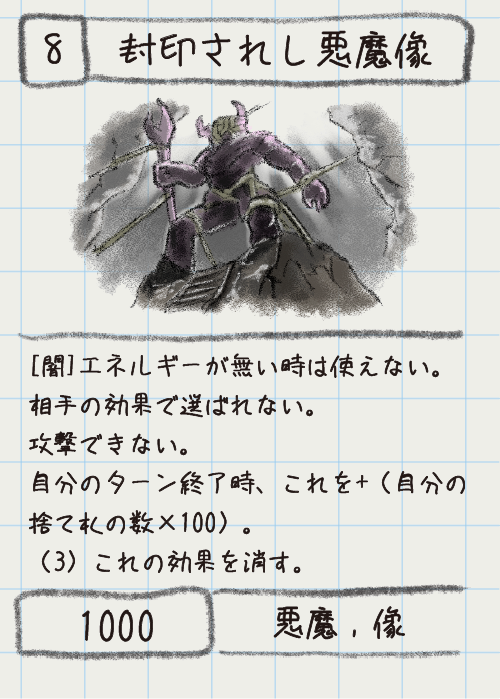 8 封印されし悪魔像
[闇]エネルギーが無い時は使えない。
相手の効果で選ばれない。
攻撃できない。
自分のターン終了時、これを+（自分の
捨て札の数×100）。
（3）これの効果を消す。
1000 悪魔，像